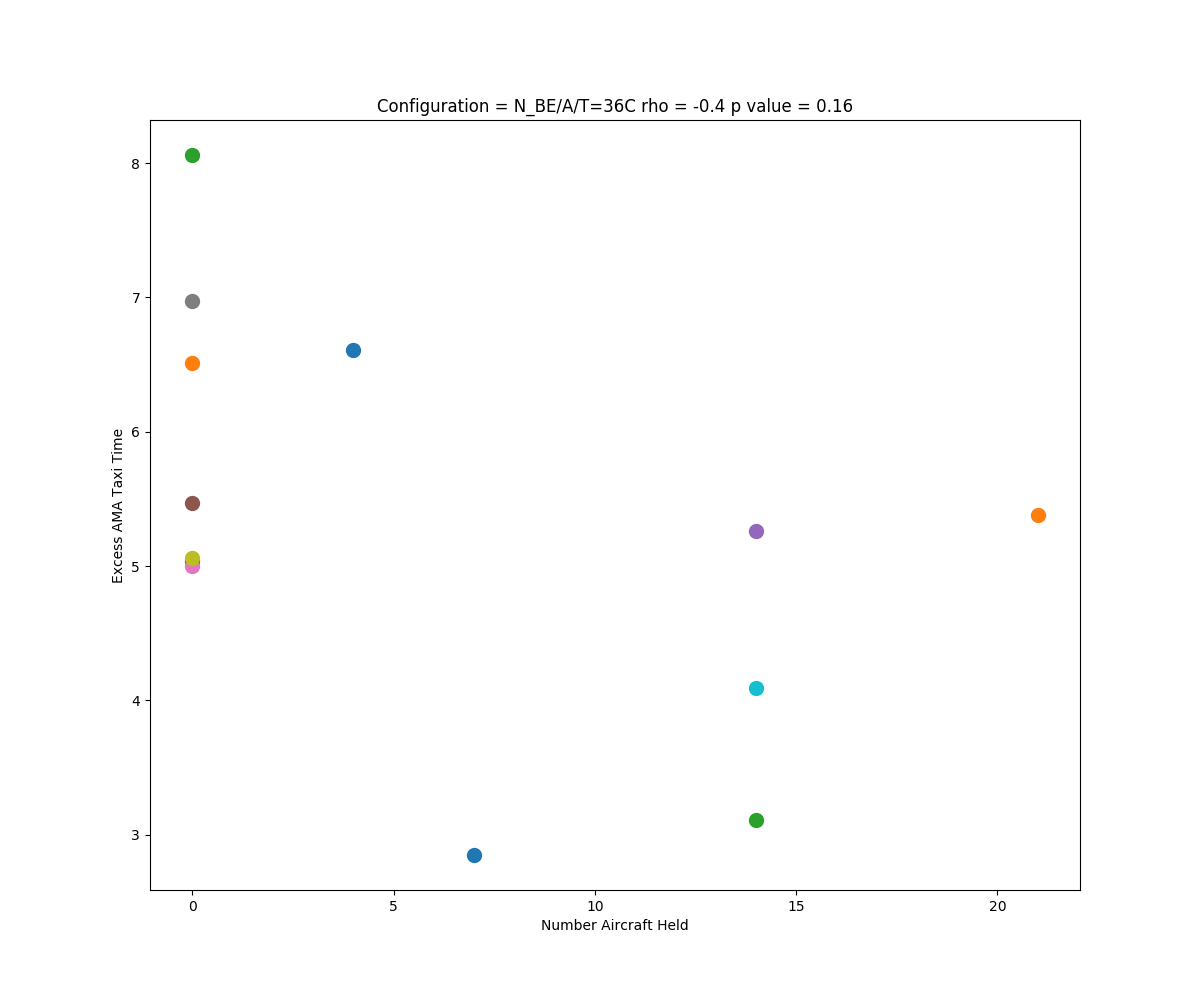 Configuration = N_BE/A/T=36C rho = -0.4 p value = 0.16
8
7
6
5
4
3
Excess AMA Taxi Time
0 5 10 15 20
Number Aircraft Held